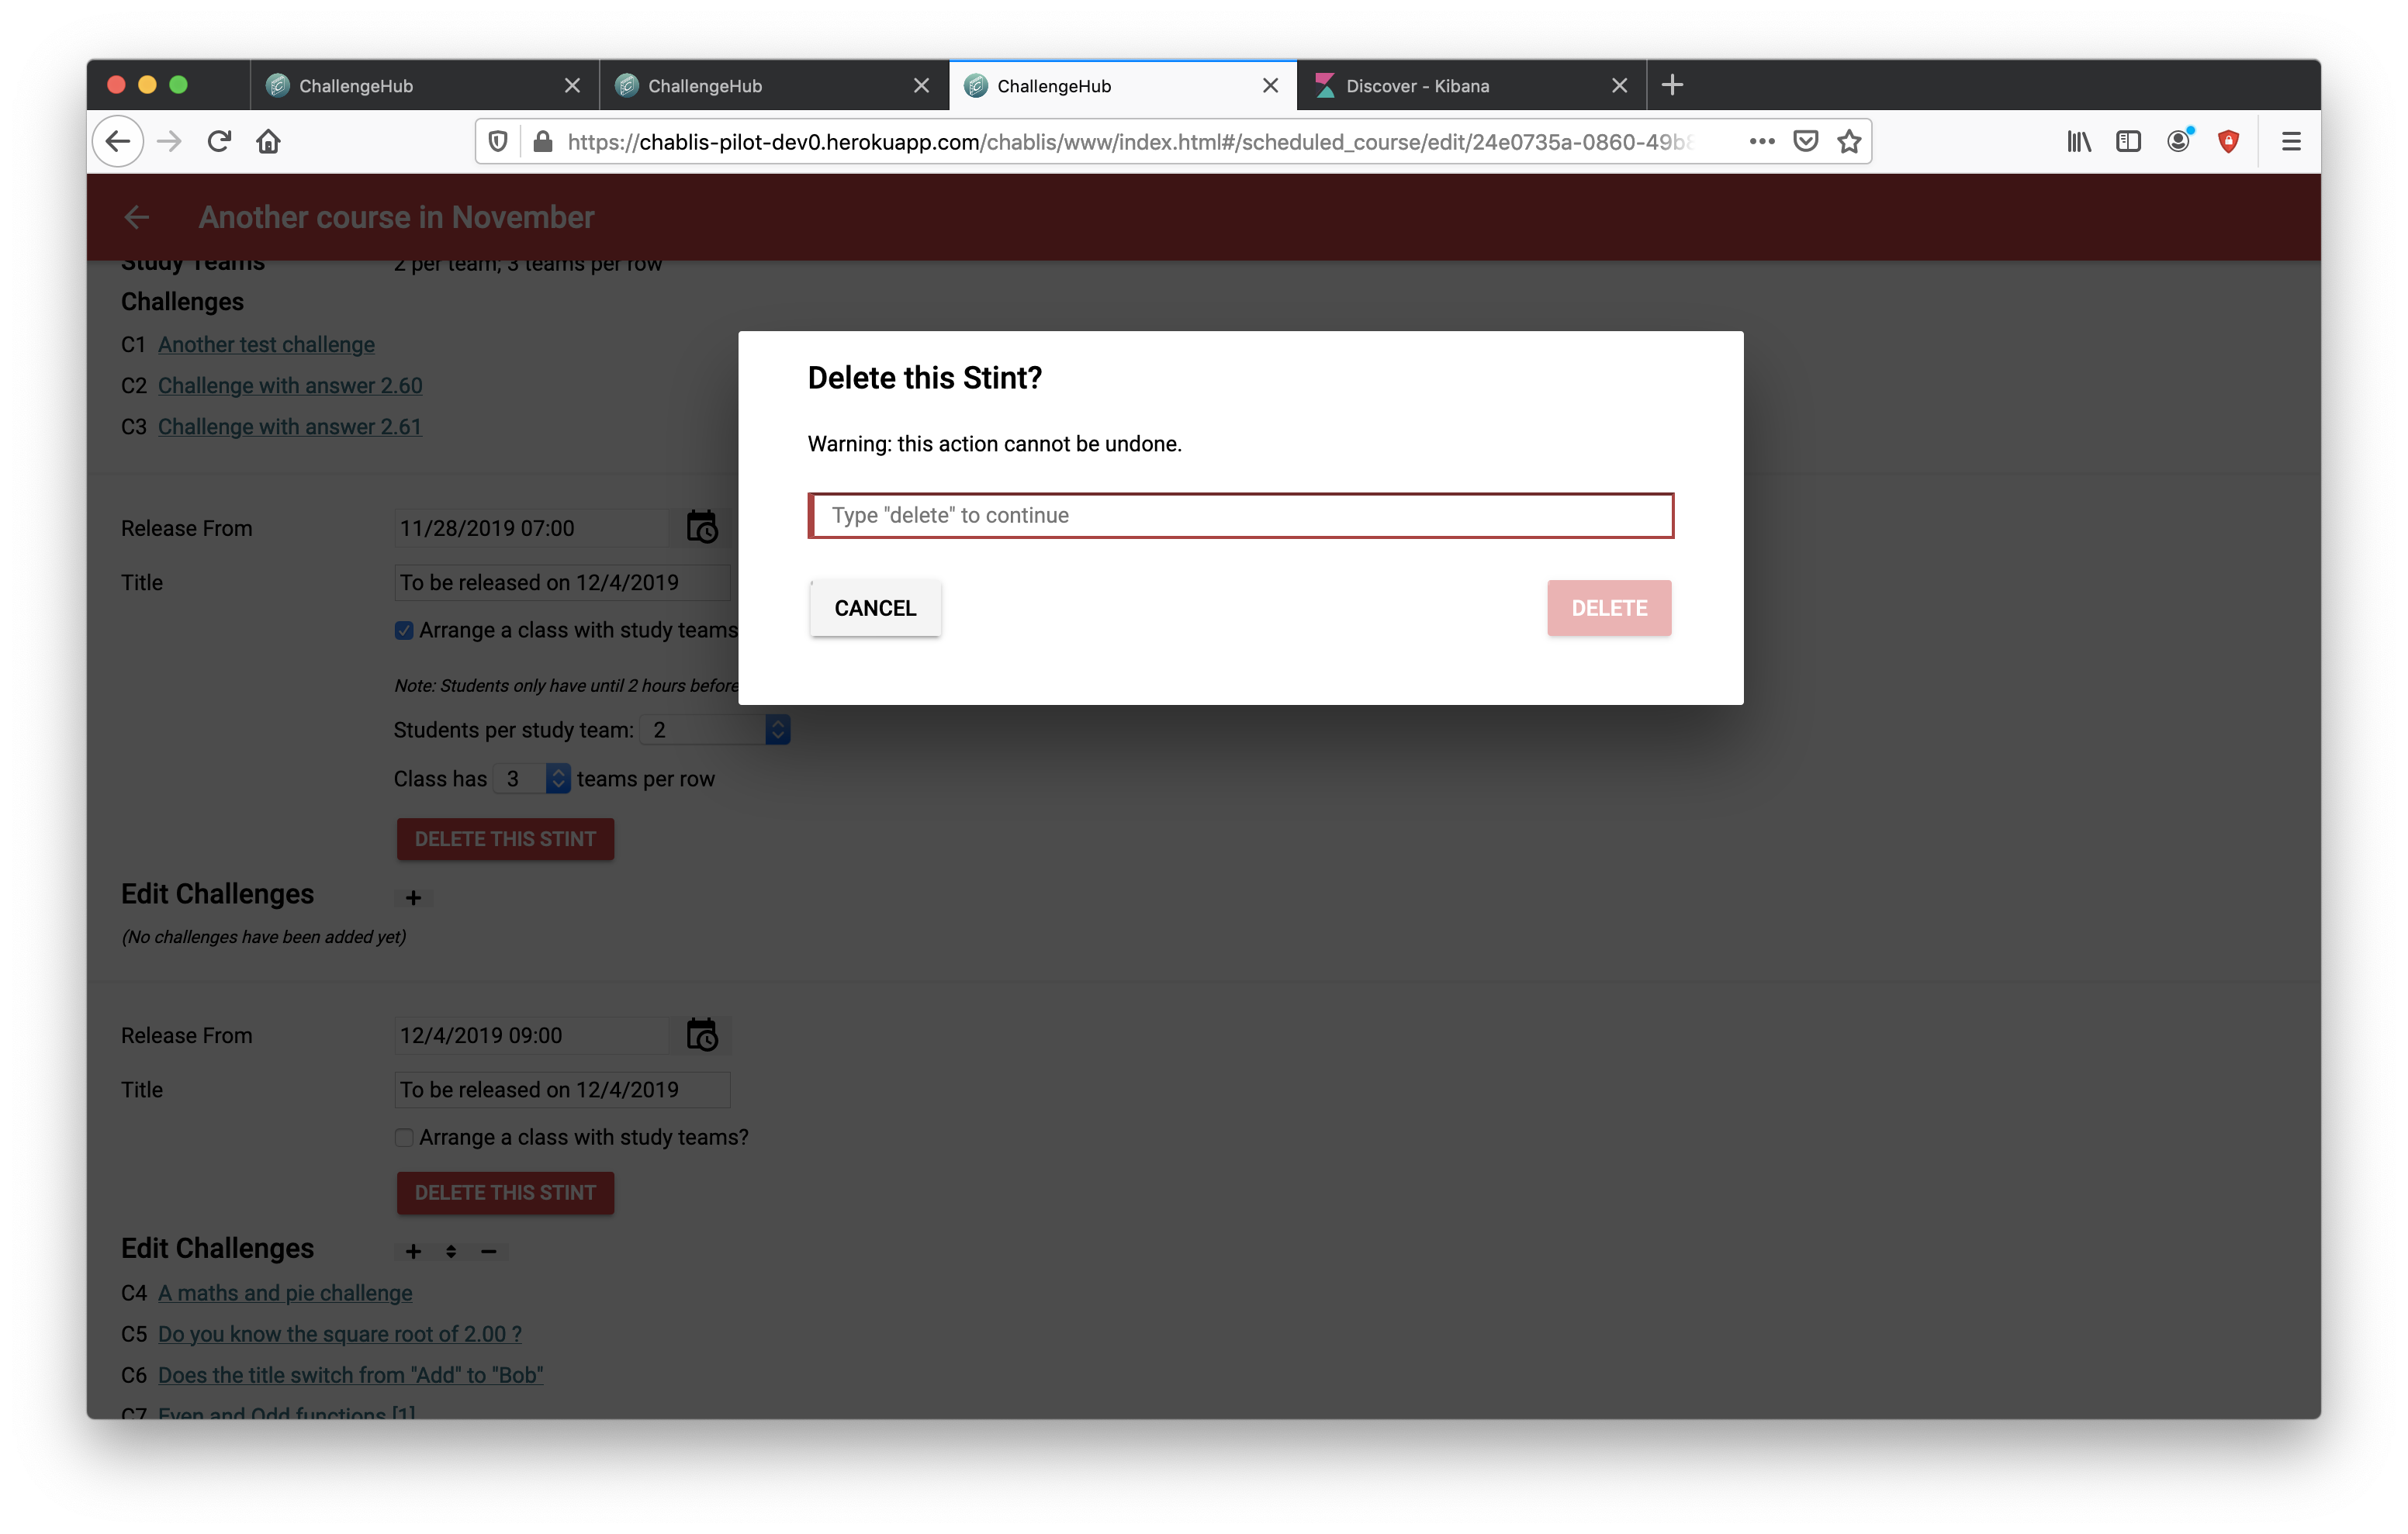 ChallengeHub
ChallengeHub
ChallengeHub
Discover - Kibana
https://chablis-pilot-dev0.herokuapp.com/chablis/www/index.html#/scheduled_course/edit/24e0735a-0860-49b8
Another course in November
Study Teams 2 per team; 3 teams per row
Challenges
C1 Another test challenge
C2 Challenge with answer 2.60
C3 Challenge with answer 2.61
Delete this Stint?
Warning: this action cannot be undone.
Type "delete" to continue
CANCEL DELETE
Release From 11/28/2019 07:00
Title To be released on 12/4/2019
Arrange a class with study teams
Note: Students only have until 2 hours before
Students per study team: 2
Class has 3 teams per row
DELETE THIS STINT
Edit Challenges +
(No challenges have been added yet)
Release From 12/4/2019 09:00
Title To be released on 12/4/2019
Arrange a class with study teams?
DELETE THIS STINT
Edit Challenges + −
C4 A maths and pie challenge
C5 Do you know the square root of 2.00 ?
C6 Does the title switch from "Add" to "Bob"
C7 Even and Odd functions [1]